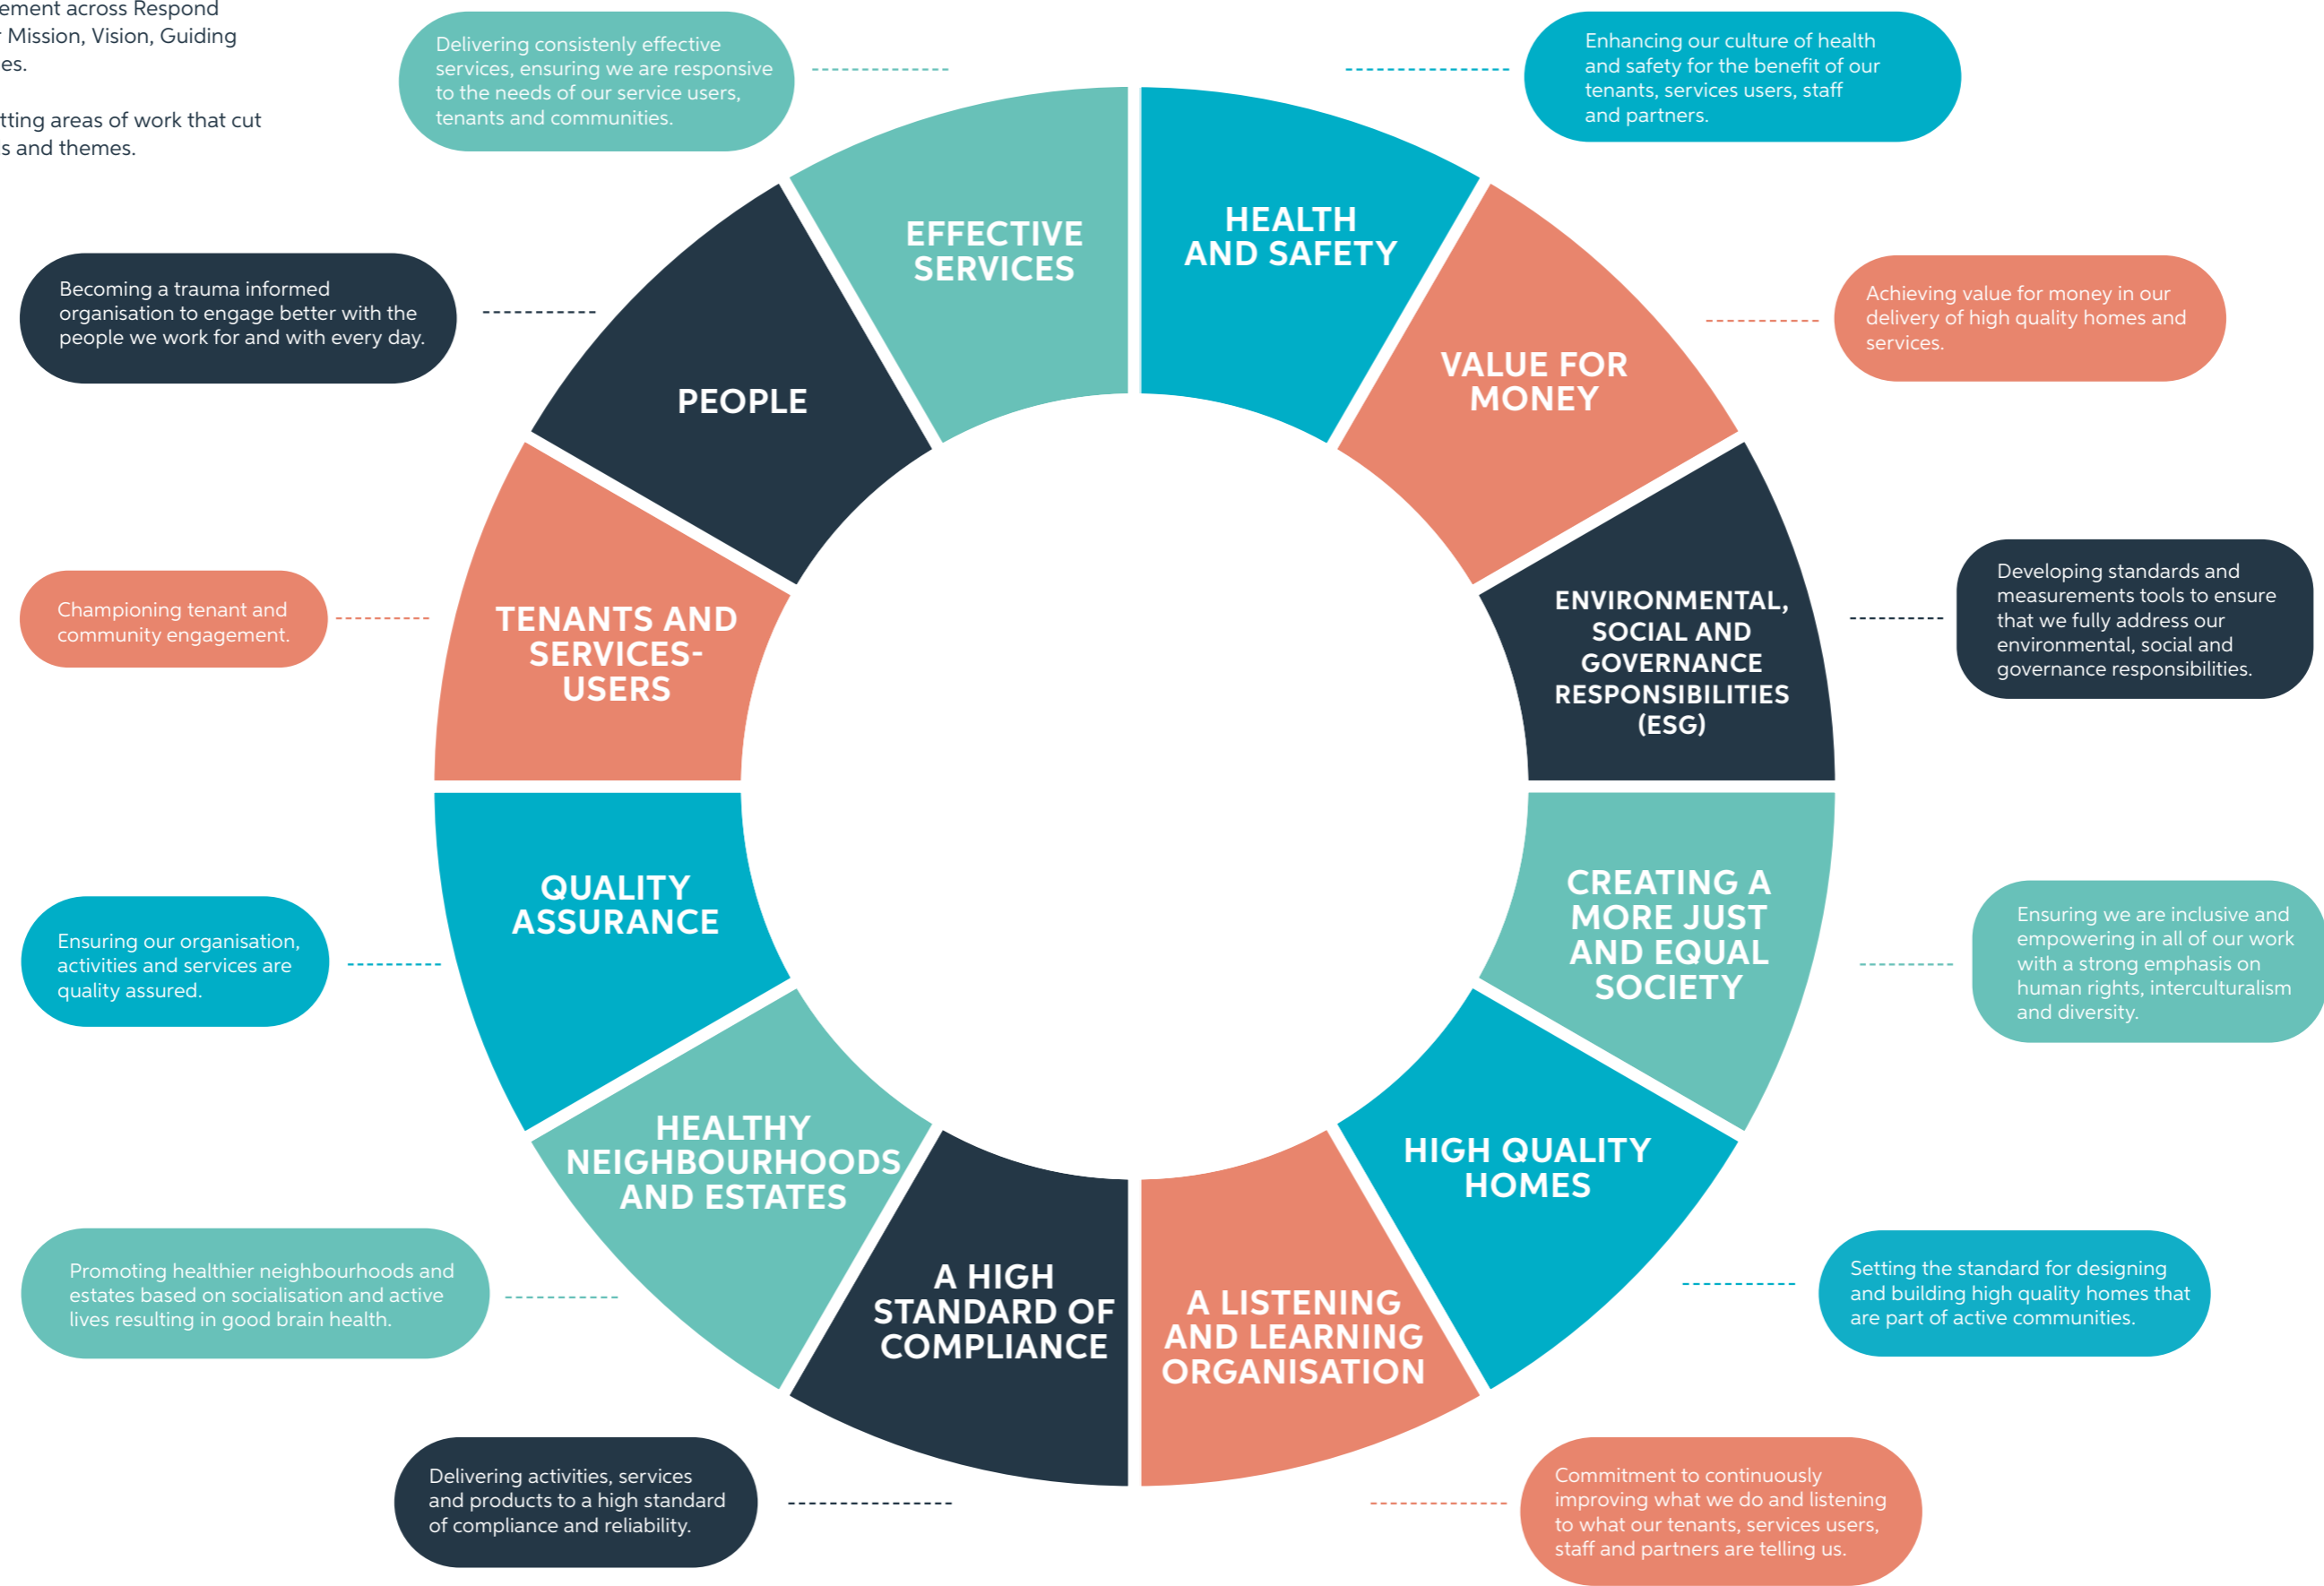 ement across Respond
r Mission, Vision, Guiding
es.
tting areas of work that cut
s and themes.
Delivering consistenly effective
services, ensuring we are responsive
to the needs of our service users,
tenants and communities.
Enhancing our culture of health
and safety for the benefit of our
tenants, services users, staff
and partners.
EFFECTIVE
SERVICES
HEALTH
AND SAFETY
Becoming a trauma informed
organisation to engage better with the
people we work for and with every day.
PEOPLE
VALUE FOR
MONEY
Achieving value for money in our
delivery of high quality homes and
services.
Championing tenant and
community engagement.
TENANTS AND
SERVICES-
USERS
ENVIRONMENTAL,
SOCIAL AND
GOVERNANCE
RESPONSIBILITIES
(ESG)
Developing standards and
measurements tools to ensure
that we fully address our
environmental, social and
governance responsibilities.
Ensuring our organisation,
activities and services are
quality assured.
QUALITY
ASSURANCE
CREATING A
MORE JUST
AND EQUAL
SOCIETY
Ensuring we are inclusive and
empowering in all of our work
with a strong emphasis on
human rights, interculturalism
and diversity.
Promoting healthier neighbourhoods and
estates based on socialisation and active
lives resulting in good brain health.
HEALTHY
NEIGHBOURHOODS
AND ESTATES
HIGH QUALITY
HOMES
Setting the standard for designing
and building high quality homes that
are part of active communities.
A HIGH
STANDARD OF
COMPLIANCE
A LISTENING
AND LEARNING
ORGANISATION
Delivering activities, services
and products to a high standard
of compliance and reliability.
Commitment to continuously
improving what we do and listening
to what our tenants, services users,
staff and partners are telling us.